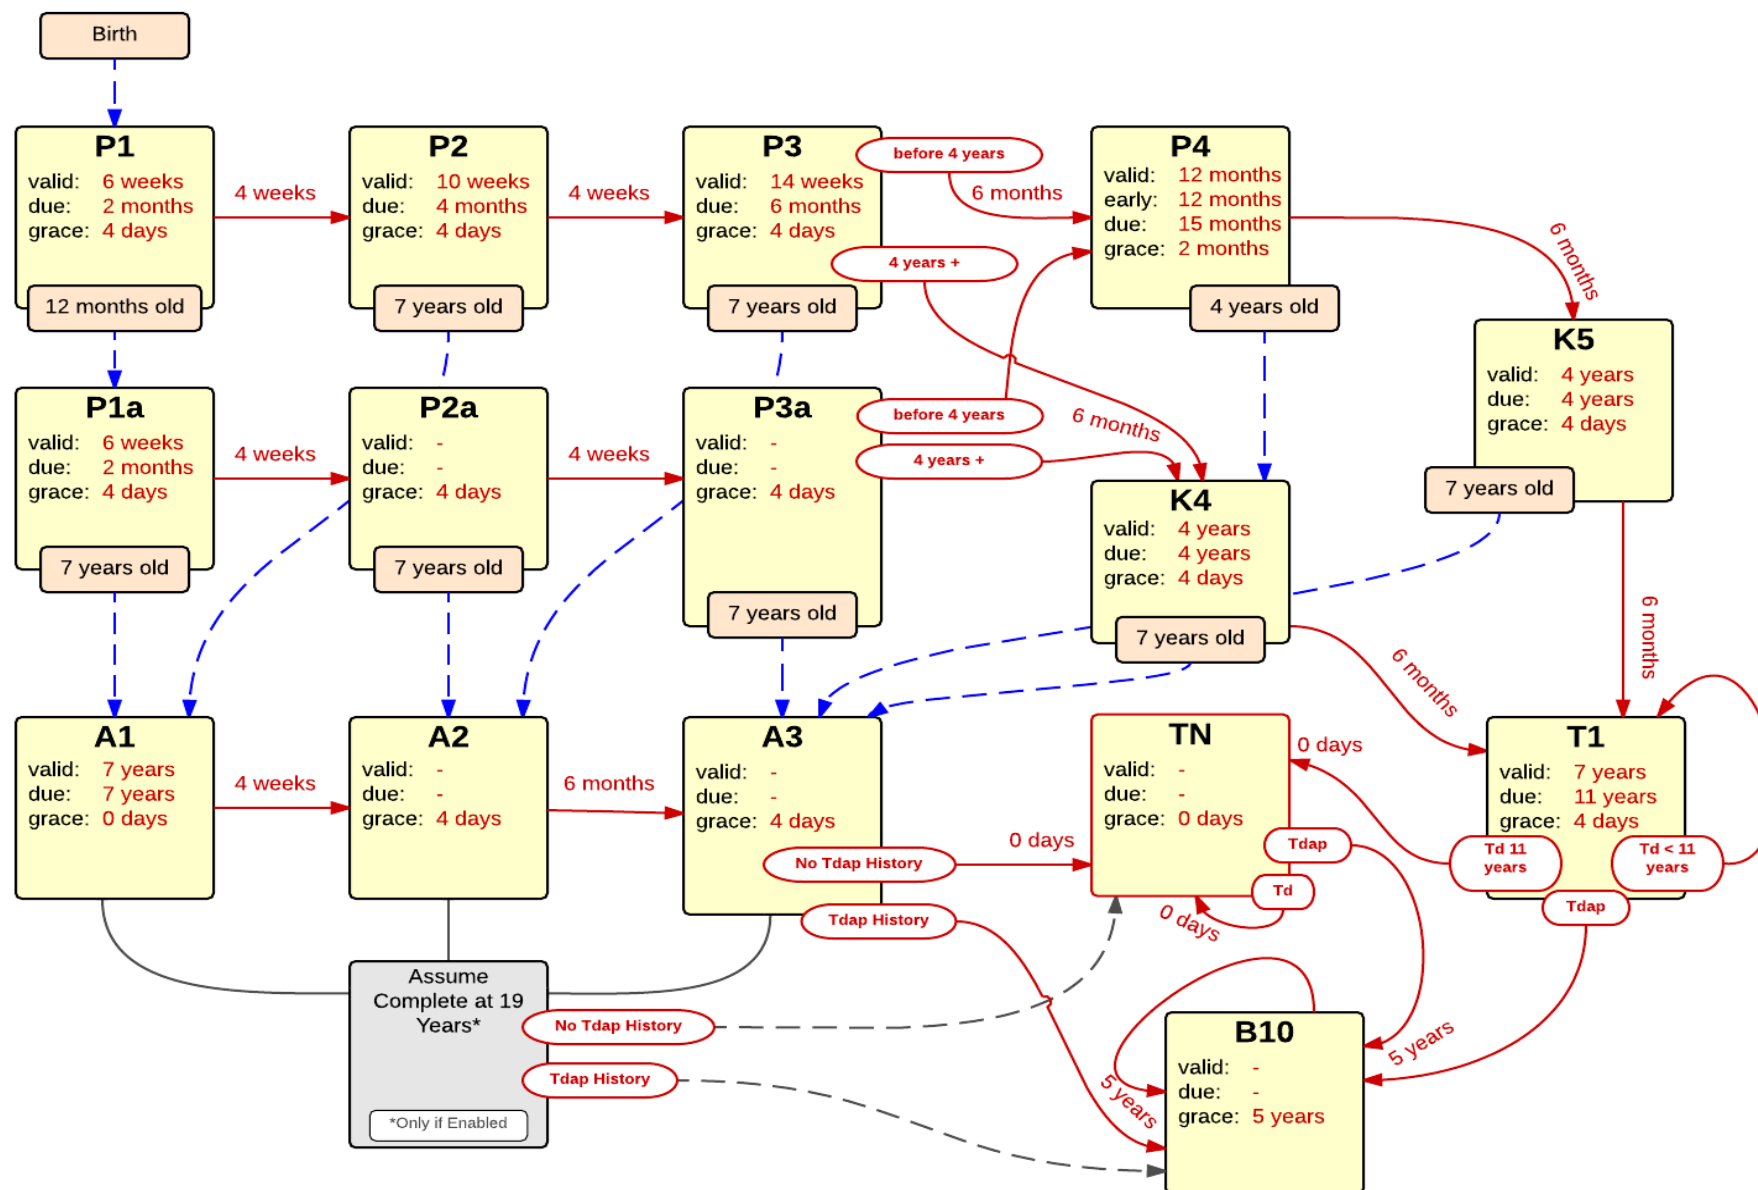 Birth
P1
valid: 6 weeks
due: 2 months
grace: 4 days
12 months old
4 weeks
P2
valid: 10 weeks
due: 4 months
grace: 4 days
7 years old
4 weeks
P3
valid: 14 weeks
due: 6 months
grace: 4 days
7 years old
before 4 years
6 months
4 years +
P4
valid: 12 months
early: 12 months
due: 15 months
grace: 2 months
4 years old
6 months
K5
valid: 4 years
due: 4 years
grace: 4 days
7 years old
6 months
P1a
valid: 6 weeks
due: 2 months
grace: 4 days
7 years old
4 weeks
P2a
valid: -
due: -
grace: 4 days
7 years old
4 weeks
P3a
valid: -
due: -
grace: 4 days
7 years old
before 4 years
4 years +
6 months
K4
valid: 4 years
due: 4 years
grace: 4 days
7 years old
6 months
A1
valid: 7 years
due: 7 years
grace: 0 days
4 weeks
A2
valid: -
due: -
grace: 4 days
6 months
A3
valid: -
due: -
grace: 4 days
No Tdap History
0 days
Tdap History
5 years
TN
valid: -
due: -
grace: 0 days
Tdap
Td
0 days
0 days
T1
valid: 7 years
due: 11 years
grace: 4 days
Td 11
years
Td < 11
years
Tdap
5 years
Assume
Complete at 19
Years*
No Tdap History
Tdap History
*Only if Enabled
B10
valid: -
due: -
grace: 5 years